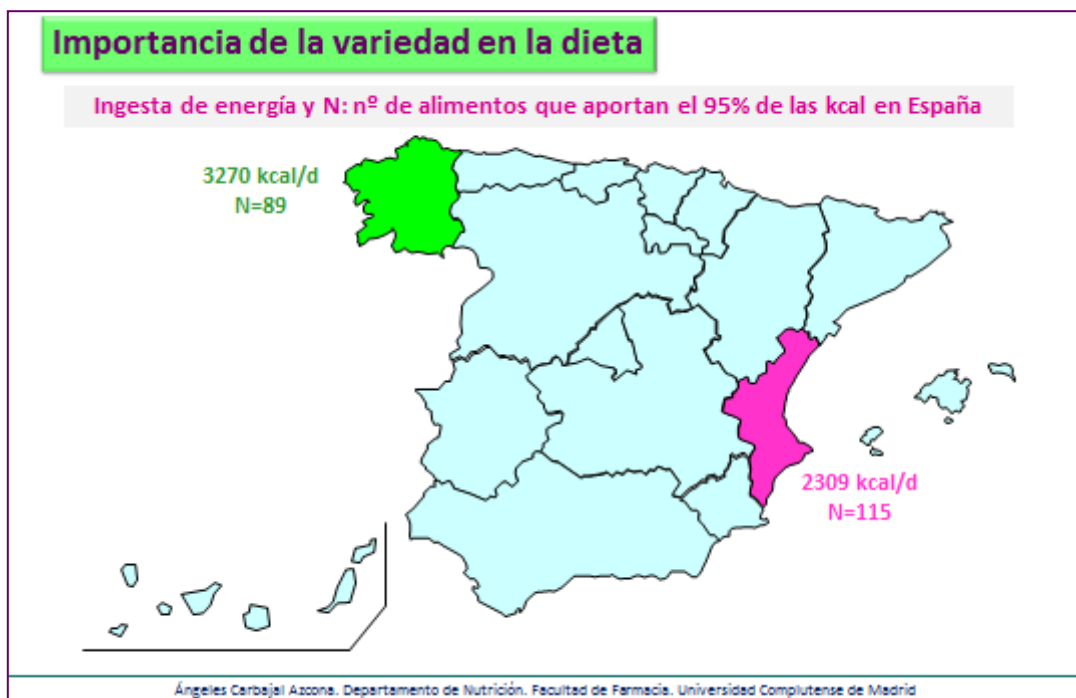 Importancia de la variedad en la dieta
Ingesta de energía y N: nº de alimentos que aportan el 95% de las kcal en España
3270 kcal/d
N=89
2309 kcal/d
N=115
Ángeles Carbajal Azcona. Departamento de Nutrición. Facultad de Farmacia. Universidad Complutense de Madrid